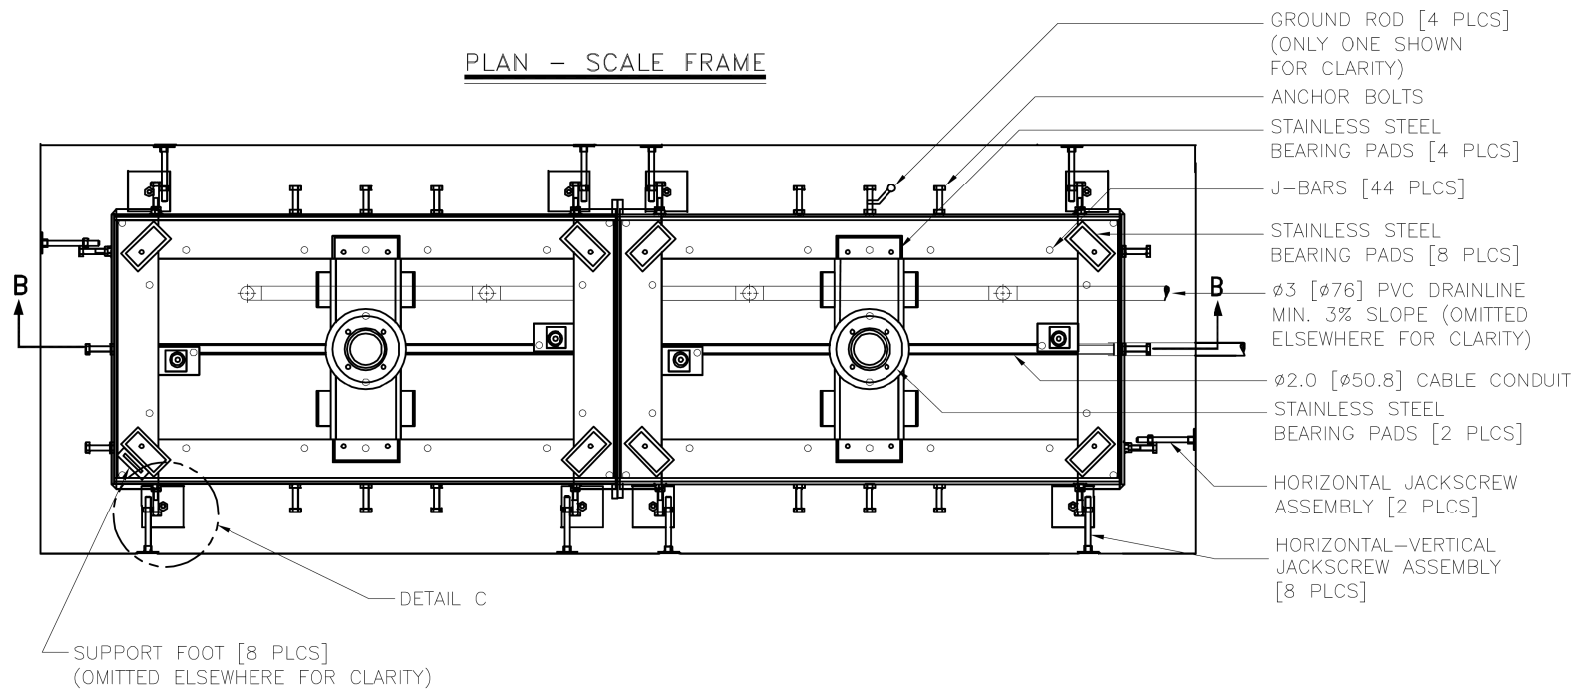 PLAN - SCALE FRAME
GROUND ROD [4 PLCS]
(ONLY ONE SHOWN
FOR CLARITY)
ANCHOR BOLTS
STAINLESS STEEL
BEARING PADS [4 PLCS]
J-BARS [44 PLCS]
STAINLESS STEEL
BEARING PADS [8 PLCS]
B
B
ø3 [ø76] PVC DRAINLINE
MIN. 3% SLOPE (OMITTED
ELSEWHERE FOR CLARITY)
ø2.0 [ø50.8] CABLE CONDUIT
STAINLESS STEEL
BEARING PADS [2 PLCS]
HORIZONTAL JACKSCREW
ASSEMBLY [2 PLCS]
HORIZONTAL-VERTICAL
JACKSCREW ASSEMBLY
[8 PLCS]
DETAIL C
SUPPORT FOOT [8 PLCS]
(OMITTED ELSEWHERE FOR CLARITY)